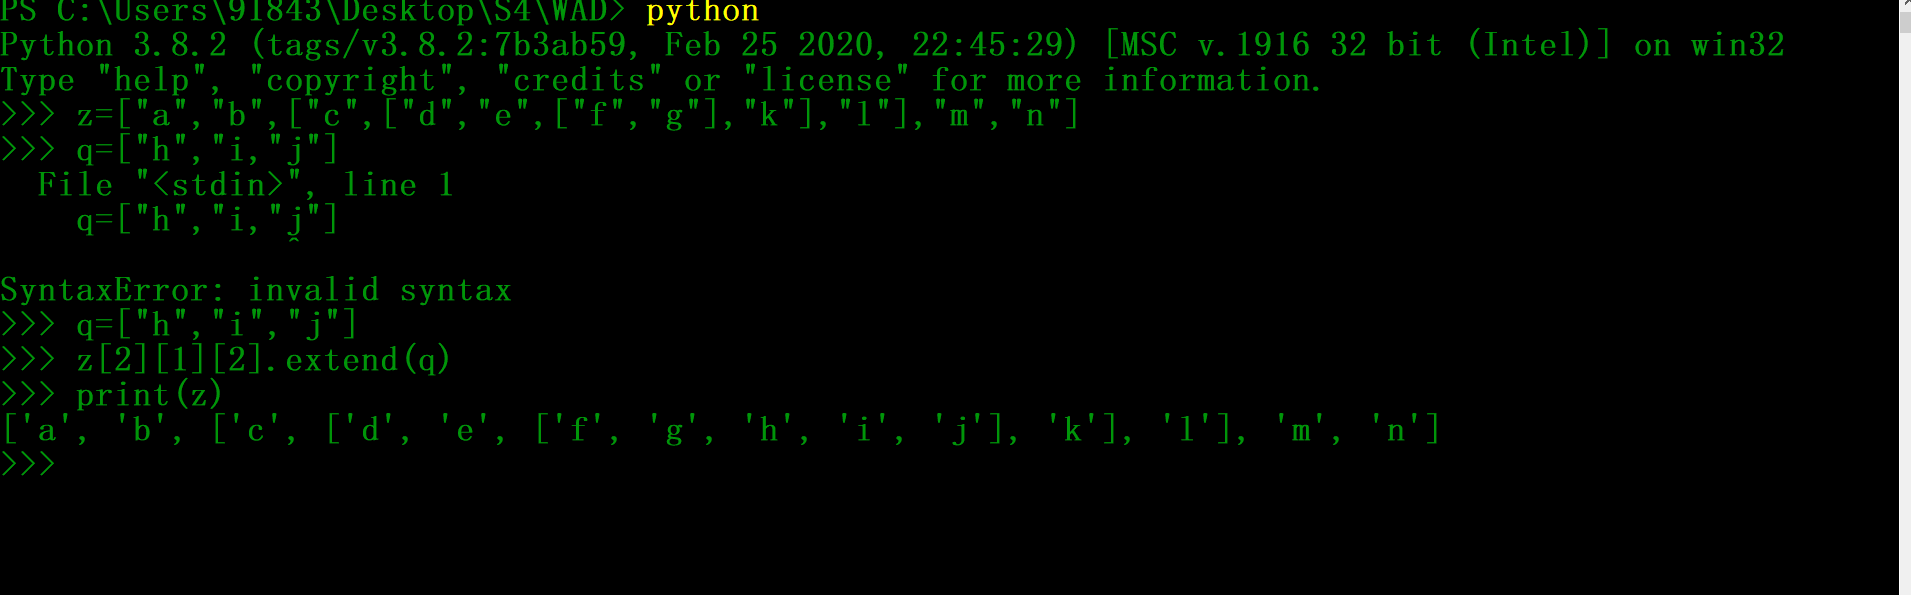 PS C:\Users\91843\Desktop\S4\WAD> python
Python 3.8.2 (tags/v3.8.2:7b3ab59, Feb 25 2020, 22:45:29) [MSC v.1916 32 bit (Intel)] on win32
Type "help", "copyright", "credits" or "license" for more information.
>>> z=["a","b",["c",["d","e",["f","g"],"k"],"l"],"m","n"]
>>> q=["h","i,"j"]
  File "<stdin>", line 1
    q=["h","i,"j"]
               ^
SyntaxError: invalid syntax
>>> q=["h","i","j"]
>>> z[2][1][2].extend(q)
>>> print(z)
['a', 'b', ['c', ['d', 'e', ['f', 'g', 'h', 'i', 'j'], 'k'], 'l'], 'm', 'n']
>>>